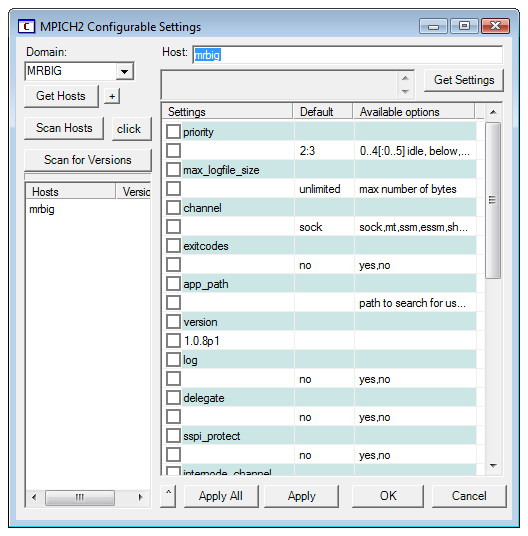 MPICH2 Configurable Settings
Domain:
MRBIG
Get Hosts
+
Scan Hosts
click
Scan for Versions
Hosts Versio
mrbig
Host: mrbig
Get Settings
Settings Default Available options
priority
2:3 0..4[:0..5] idle, below,...
max_logfile_size
unlimited max number of bytes
channel
sock sock,mt,ssm,essm,sh...
exitcodes
no yes,no
app_path
path to search for us...
version
1.0.8p1
log
no yes,no
delegate
no yes,no
sspi_protect
no yes,no
internode_channel
^ Apply All Apply OK Cancel